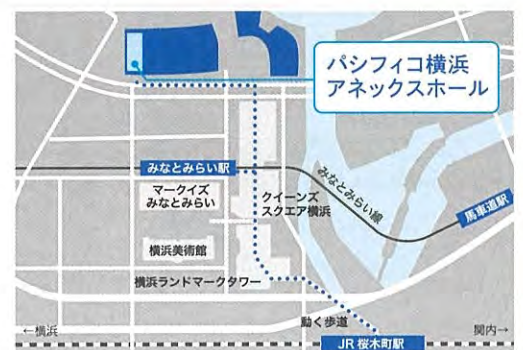 パシフィコ横浜
アネックスホール
みなとみらい駅
マークイズ
みなとみらい
クイーンズ
スクエア横浜
みなとみらい線
馬車道駅
横浜美術館
横浜ランドマークタワー
動く歩道
←横浜
関内→
JR 桜木町駅